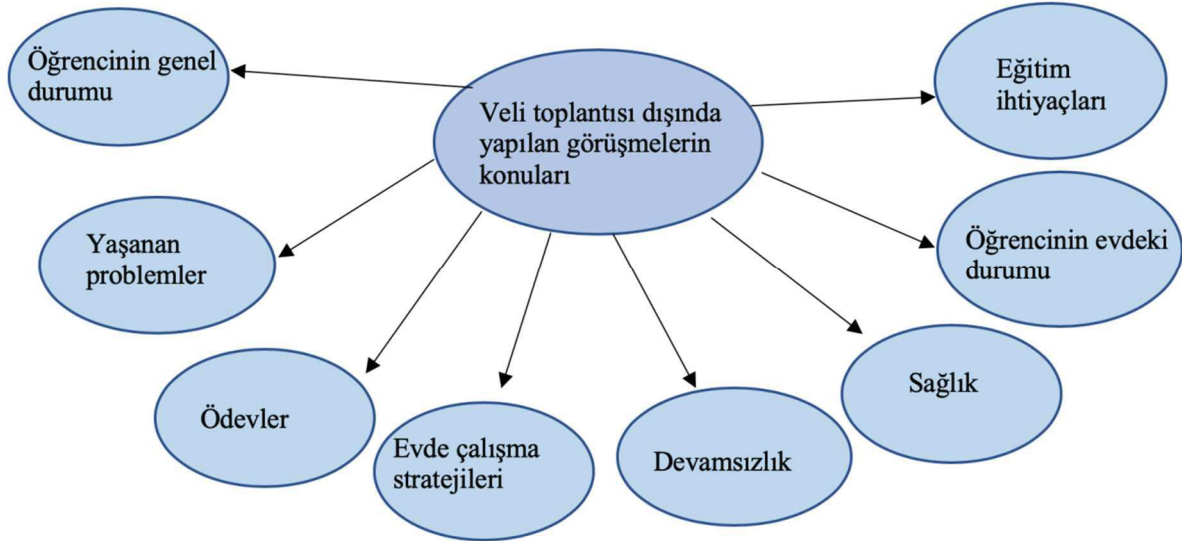 Öğrencinin genel
durumu
Veli toplantısı dışında
yapılan görüşmelerin
konuları
Eğitim
ihtiyaçları
Yaşanan
problemler
Öğrencinin evdeki
durumu
Ödevler
Evde çalışma
stratejileri
Devamsızlık
Sağlık